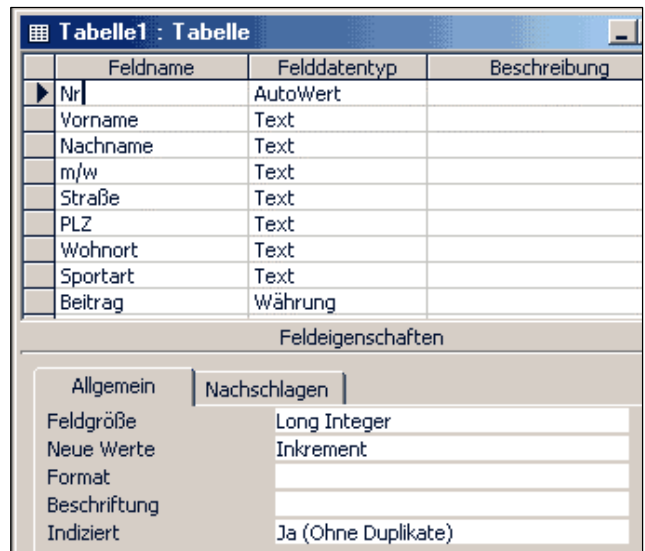 Tabelle1 : Tabelle
Feldname Felddatentyp Beschreibung
Nr AutoWert
Vorname Text
Nachname Text
m/w Text
Straße Text
PLZ Text
Wohnort Text
Sportart Text
Beitrag Währung
Feldeigenschaften
Allgemein Nachschlagen
Feldgröße Long Integer
Neue Werte Inkrement
Format
Beschriftung
Indiziert Ja (Ohne Duplikate)